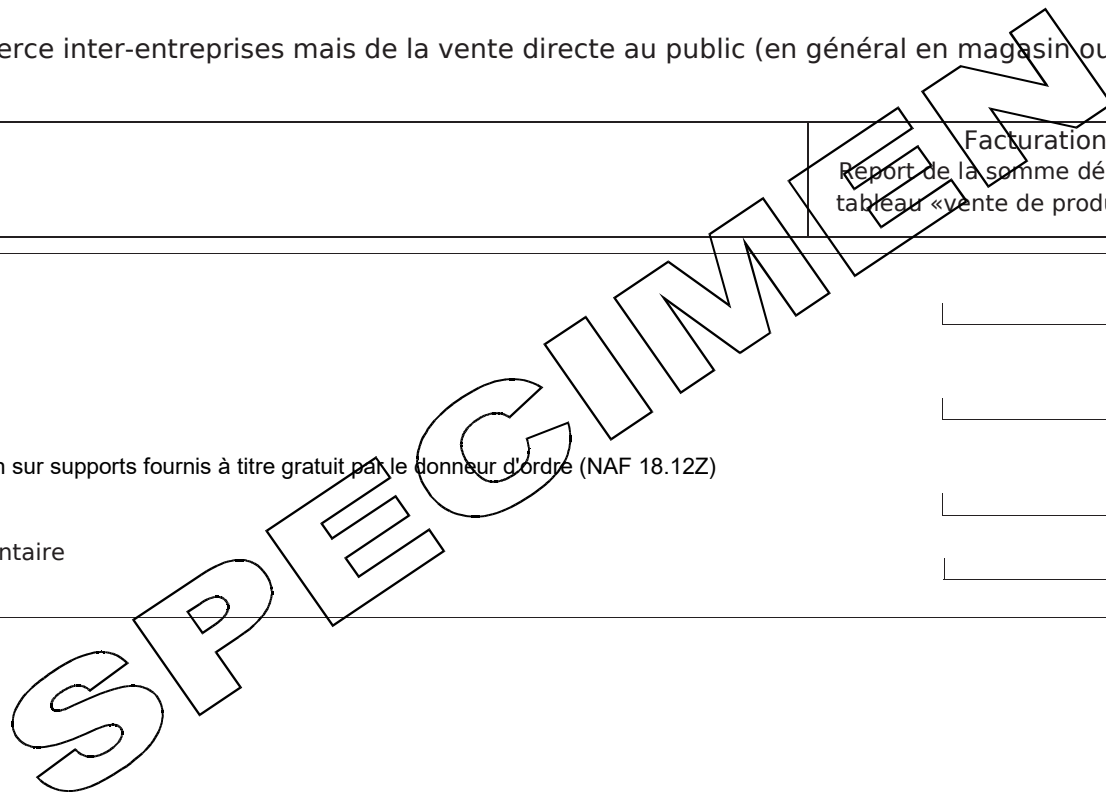 erce inter-entreprises mais de la vente directe au public (en général en magasin ou
Facturation
Report de la somme dé
tableau «vente de produ
n sur supports fournis à titre gratuit par le donneur d'ordre (NAF 18.12Z)
ntaire
SPECIMEN